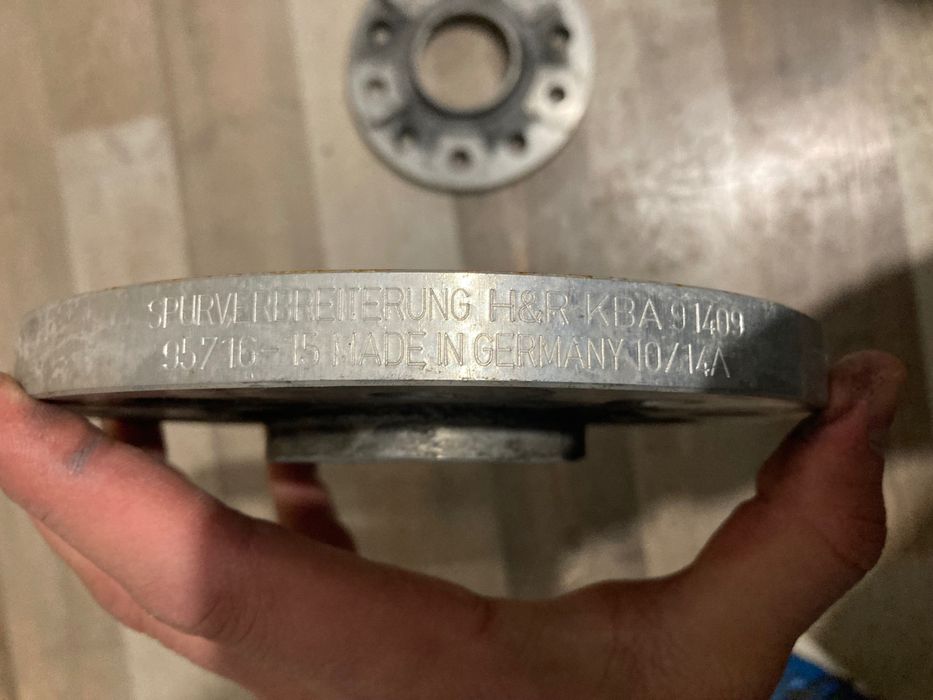 SPURVERBREITERUNG H&R KBA 91409
95716-15 MADE IN GERMANY 10/14A